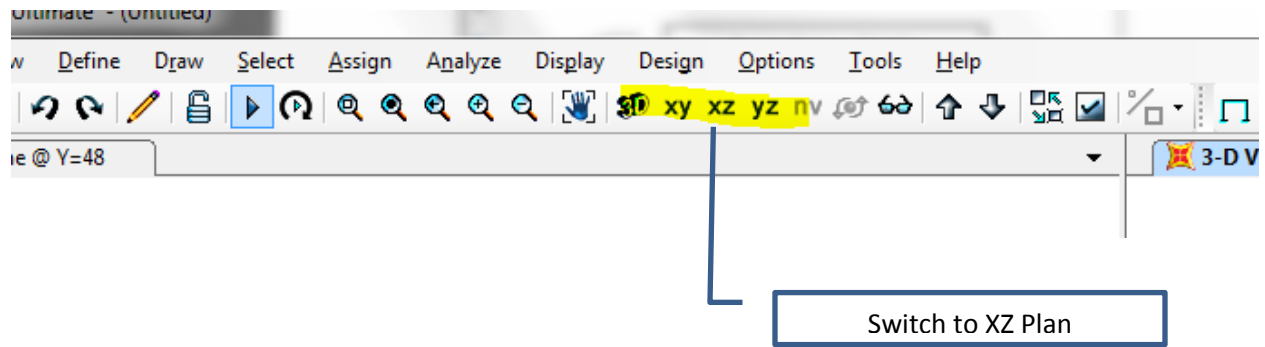 Ultimate - (Untitled)
w Define Draw Select Assign Analyze Display Design Options Tools Help
3D xy xz yz nv
ne @ Y=48
3-D V
Switch to XZ Plan